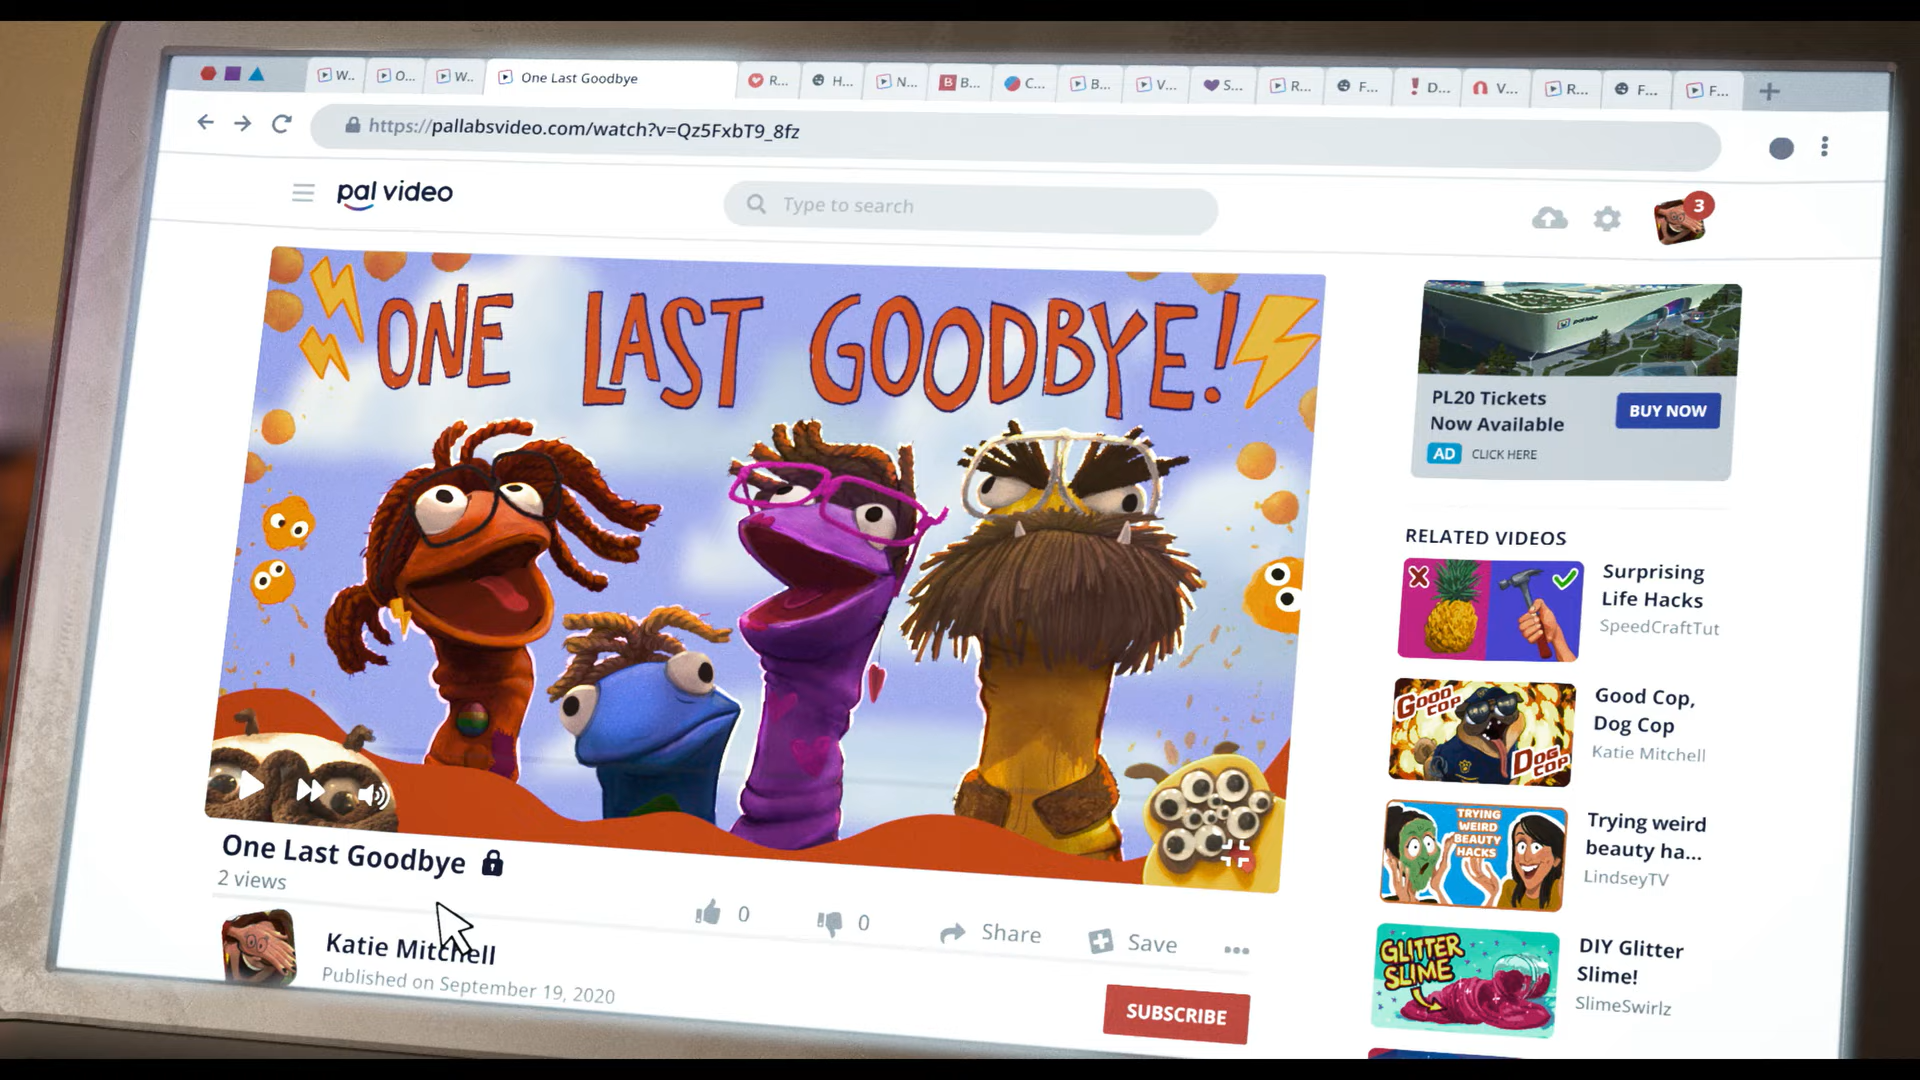 W..
O...
W..
One Last Goodbye
R...
H...
N...
B...
C...
B...
V...
S...
R...
F...
D...
V...
R...
F...
F...
https://pallabsvideo.com/watch?v=Qz5FxbT9_8fz
pal video
Type to search
3
ONE LAST GOODBYE!
pal labs
PL20 Tickets
Now Available
BUY NOW
AD CLICK HERE
RELATED VIDEOS
Surprising
Life Hacks
SpeedCraftTut
GOOD COP
DOG COP
Good Cop,
Dog Cop
Katie Mitchell
TRYING
WEIRD
BEAUTY
HACKS
Trying weird
beauty ha...
LindseyTV
GLITTER
SLIME
DIY Glitter
Slime!
SlimeSwirlz
One Last Goodbye
2 views
0
0
Share
Save
Katie Mitchell
Published on September 19, 2020
SUBSCRIBE